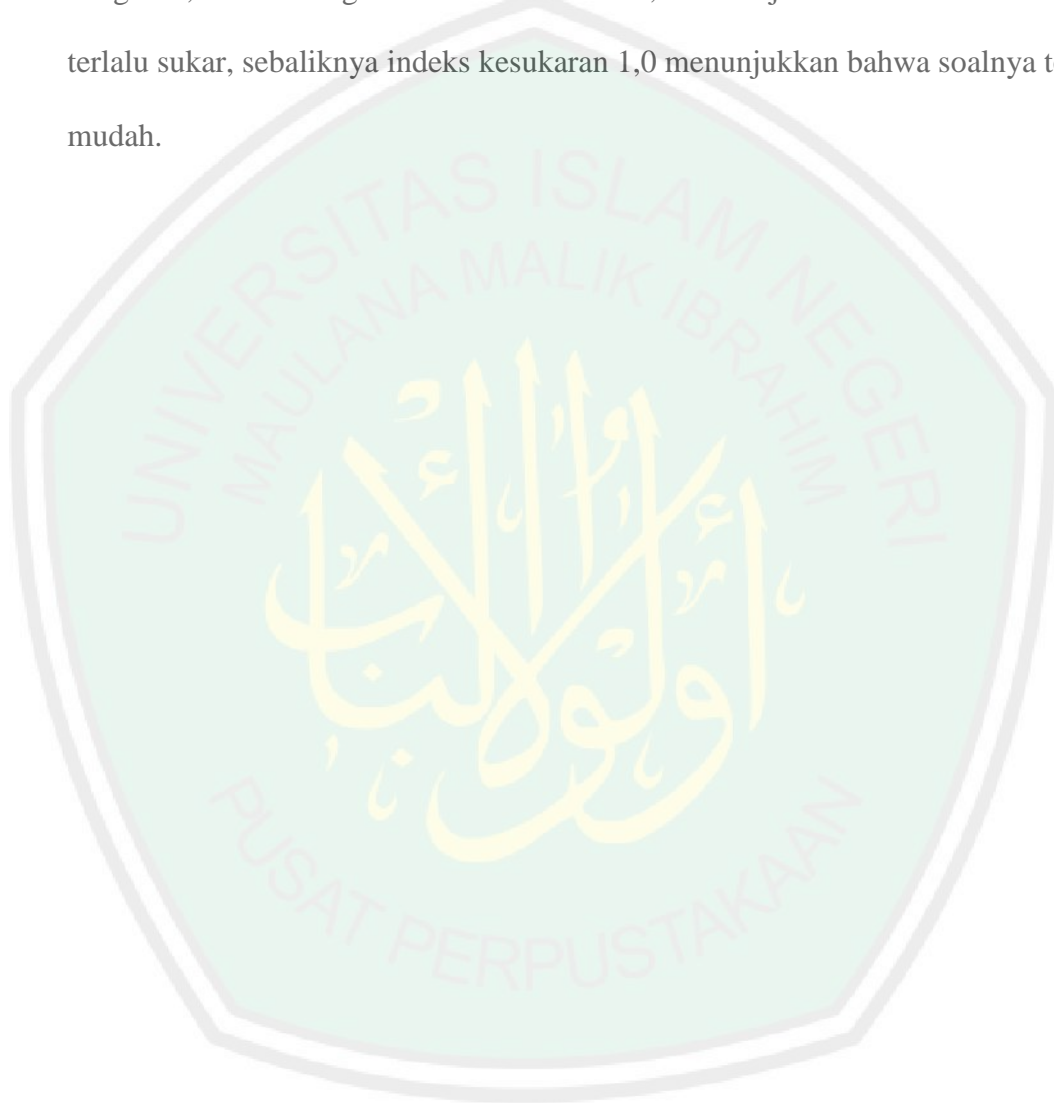 terlalu sukar, sebaliknya indeks kesukaran 1,0 menunjukkan bahwa soalnya
mudah.
UNIVERSITAS ISLAM NEGERI
MAULANA MALIK IBRAHIM
أولوا الألباب
PUSAT PERPUSTAKAAN